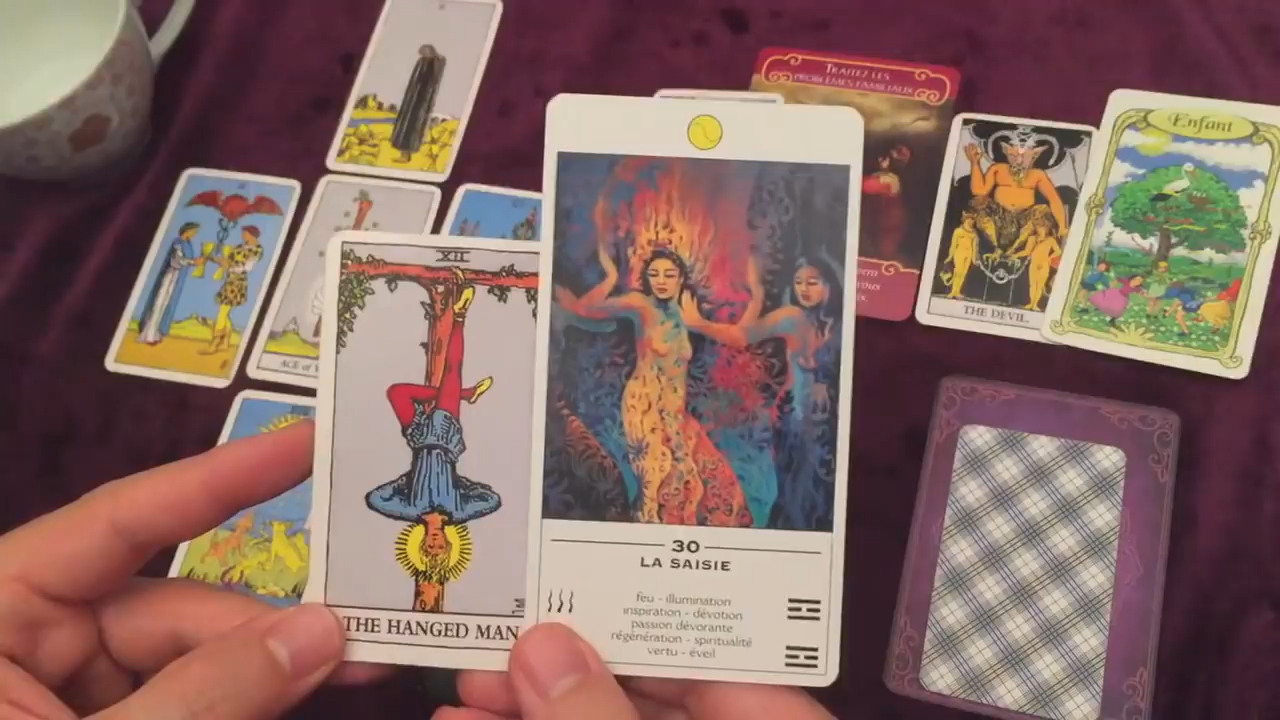 TRAITEZ LES
PROBLÈMES FAMILIAUX
Enfant
THE DEVIL.
XII
ACE of
THE HANGED MAN
30
LA SAISIE
feu - illumination
inspiration - dévotion
passion dévorante
régénération - spiritualité
vertu - éveil